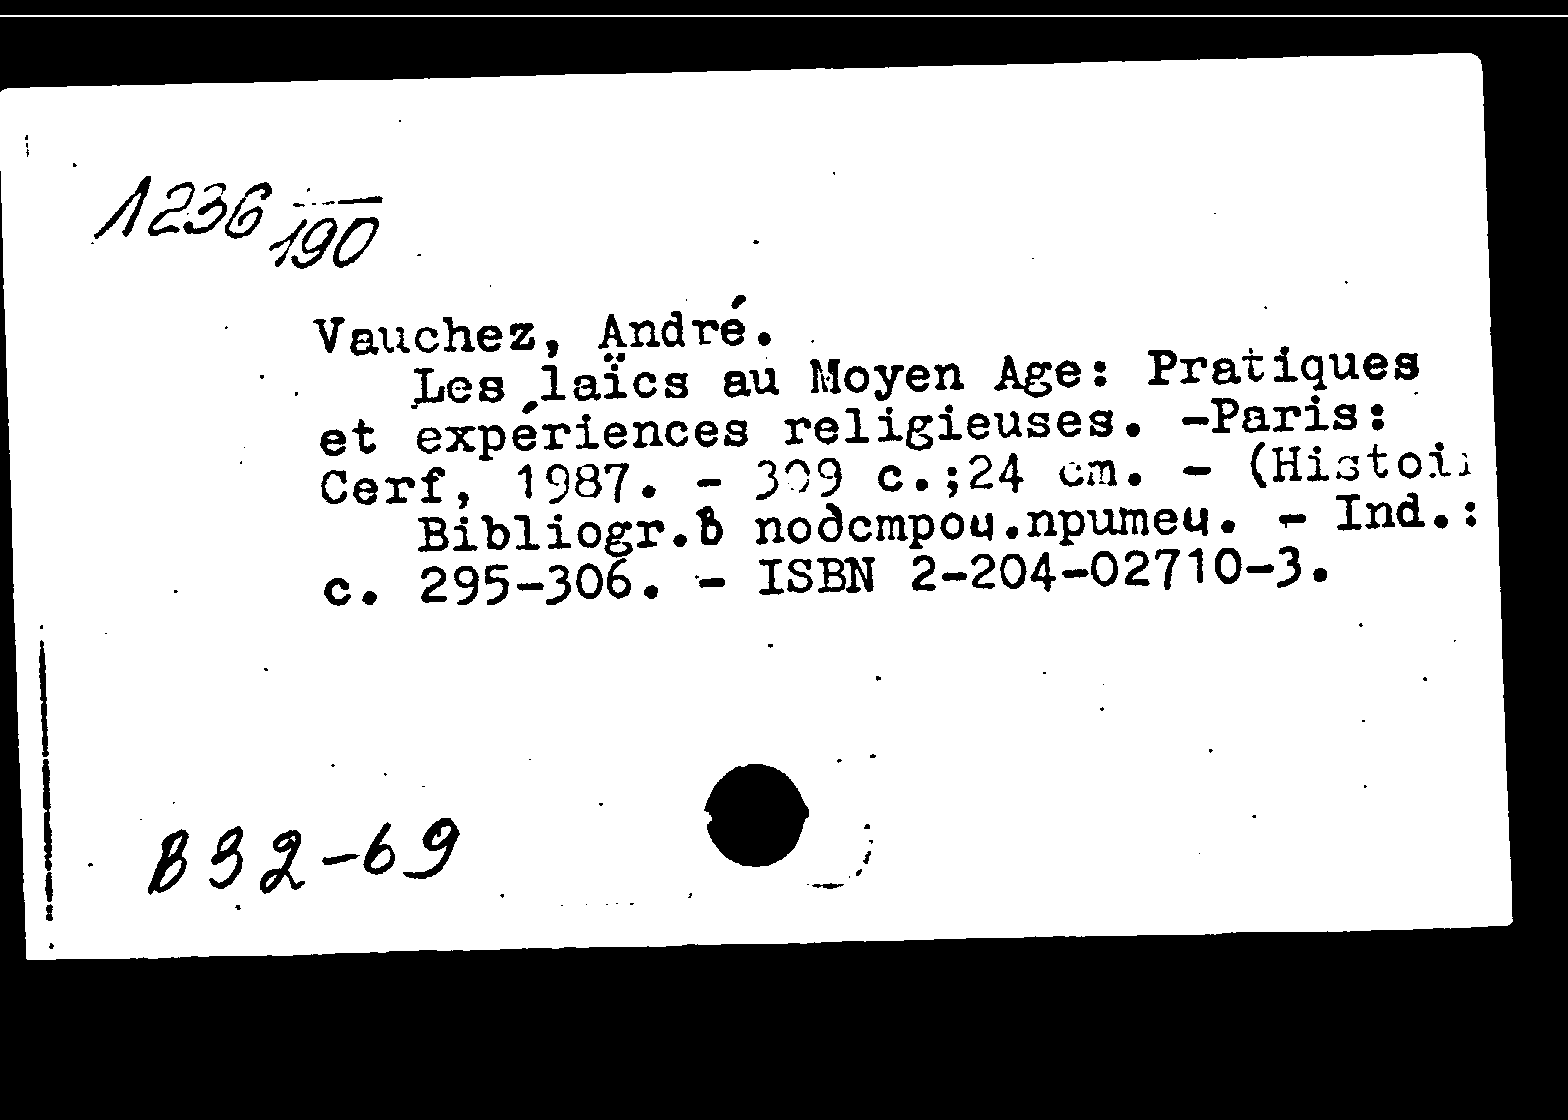 Λ236 190
Vauchez, André.
Les laïcs au Moyen Age: Pratiques
et expériences religieuses. -Paris:
Cerf, 1987. - 309 c.;24 cm. - (Histoi
Bibliogr.в подстроч.примеч. - Ind.:
c. 295-306. - ISBN 2-204-02710-3.
В32-69